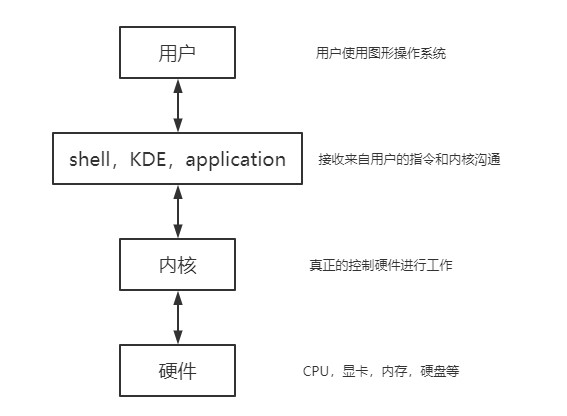 用户
用户使用图形操作系统
shell，KDE，application
接收来自用户的指令和内核沟通
内核
真正的控制硬件进行工作
硬件
CPU，显卡，内存，硬盘等